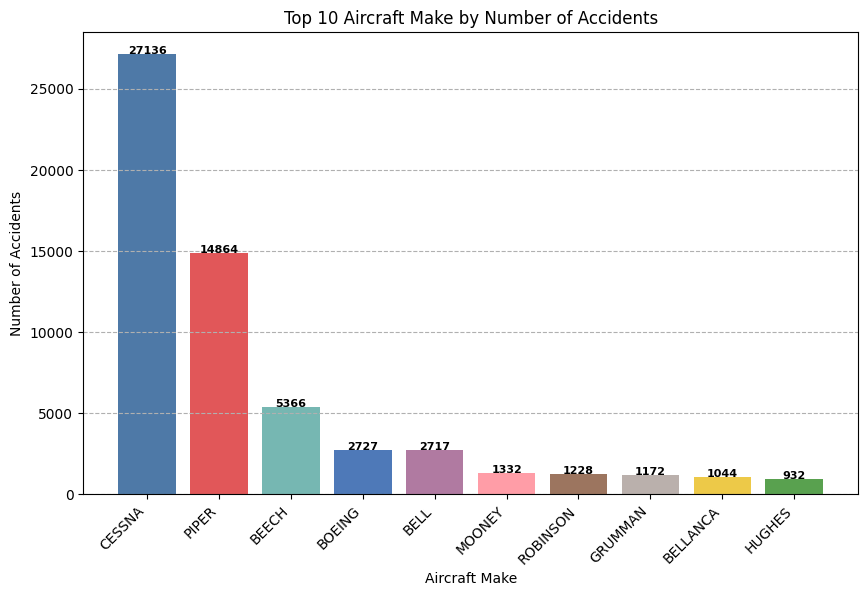 Top 10 Aircraft Make by Number of Accidents
Number of Accidents
25000
20000
15000
10000
5000
0
27136
14864
5366
2727
2717
1332
1228
1172
1044
932
CESSNA
PIPER
BEECH
BOEING
BELL
MOONEY
ROBINSON
GRUMMAN
BELLANCA
HUGHES
Aircraft Make